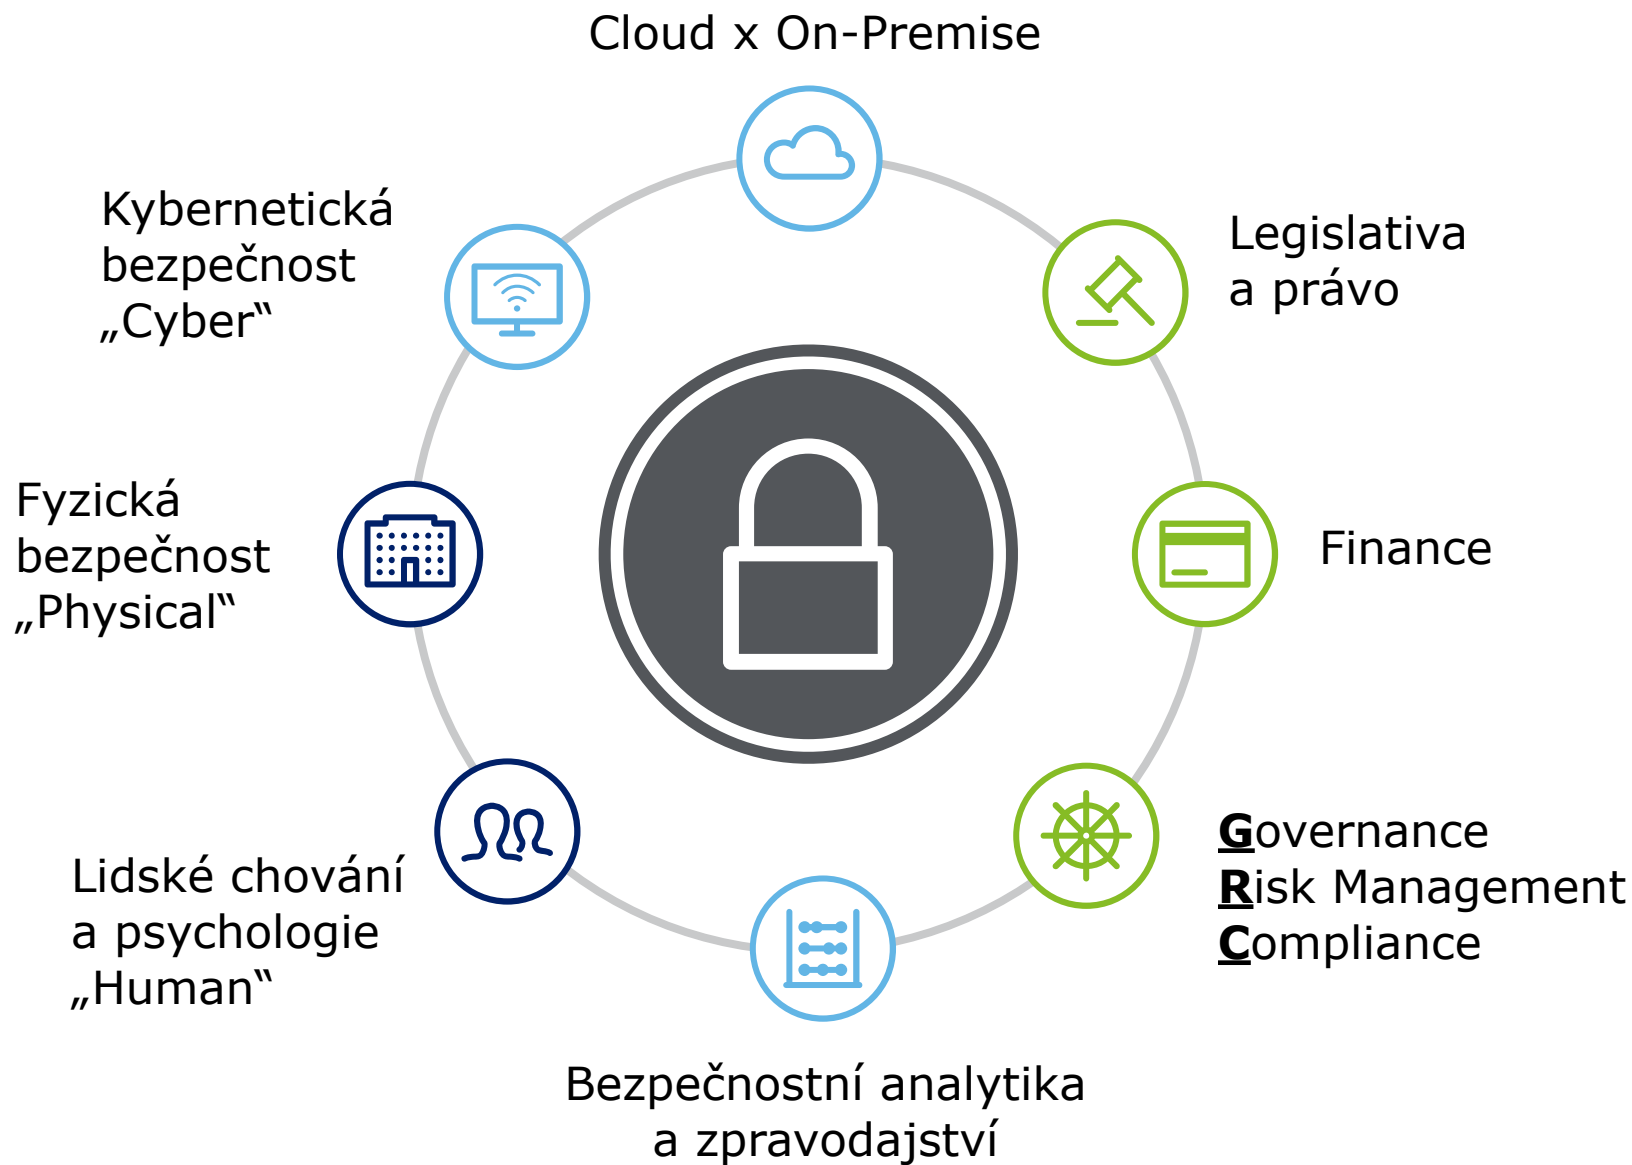 Cloud x On-Premise
Kybernetická
bezpečnost
„Cyber“
Legislativa
a právo
Fyzická
bezpečnost
„Physical“
Finance
Lidské chování
a psychologie
„Human“
Governance
Risk Management
Compliance
Bezpečnostní analytika
a zpravodajství